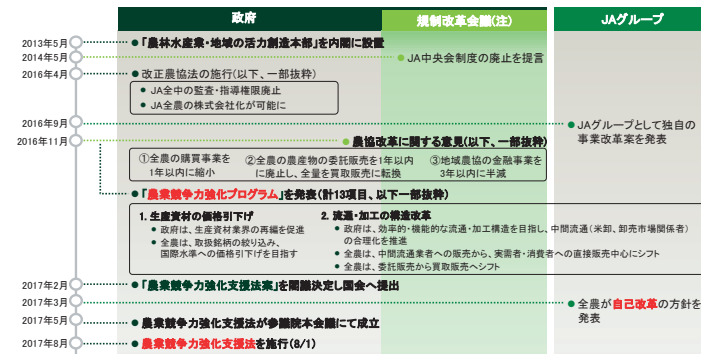 政府
規制改革会議(注)
JAグループ
2013年5月
●「農林水産業・地域の活力創造本部」を内閣に設置
2014年5月
●JA中央会制度の廃止を提言
2016年4月
●改正農協法の施行(以下、一部抜粋)
●JA全中の監査・指導権限廃止
●JA全農の株式会社化が可能に
2016年9月
●JAグループとして独自の
事業改革案を発表
2016年11月
●農協改革に関する意見(以下、一部抜粋)
①全農の購買事業を
1年以内に縮小
②全農の農産物の委託販売を1年以内
に廃止し、全量を買取販売に転換
③地域農協の金融事業を
3年以内に半減
●「農業競争力強化プログラム」を発表(計13項目、以下一部抜粋)
1. 生産資材の価格引下げ
●政府は、生産資材業界の再編を促進
●全農は、取扱銘柄の絞り込み、
国際水準への価格引下げを目指す
2. 流通・加工の構造改革
●政府は、効率的・機能的な流通・加工構造を目指し、中間流通(米卸、卸売市場関係者)
の合理化を推進
●全農は、中間流通業者への販売から、実需者・消費者への直接販売中心にシフト
●全農は、委託販売から買取販売へシフト
2017年2月
●「農業競争力強化支援法案」を閣議決定し国会へ提出
2017年3月
●全農が自己改革の方針を
発表
2017年5月
●農業競争力強化支援法が参議院本会議にて成立
2017年8月
●農業競争力強化支援法を施行(8/1)